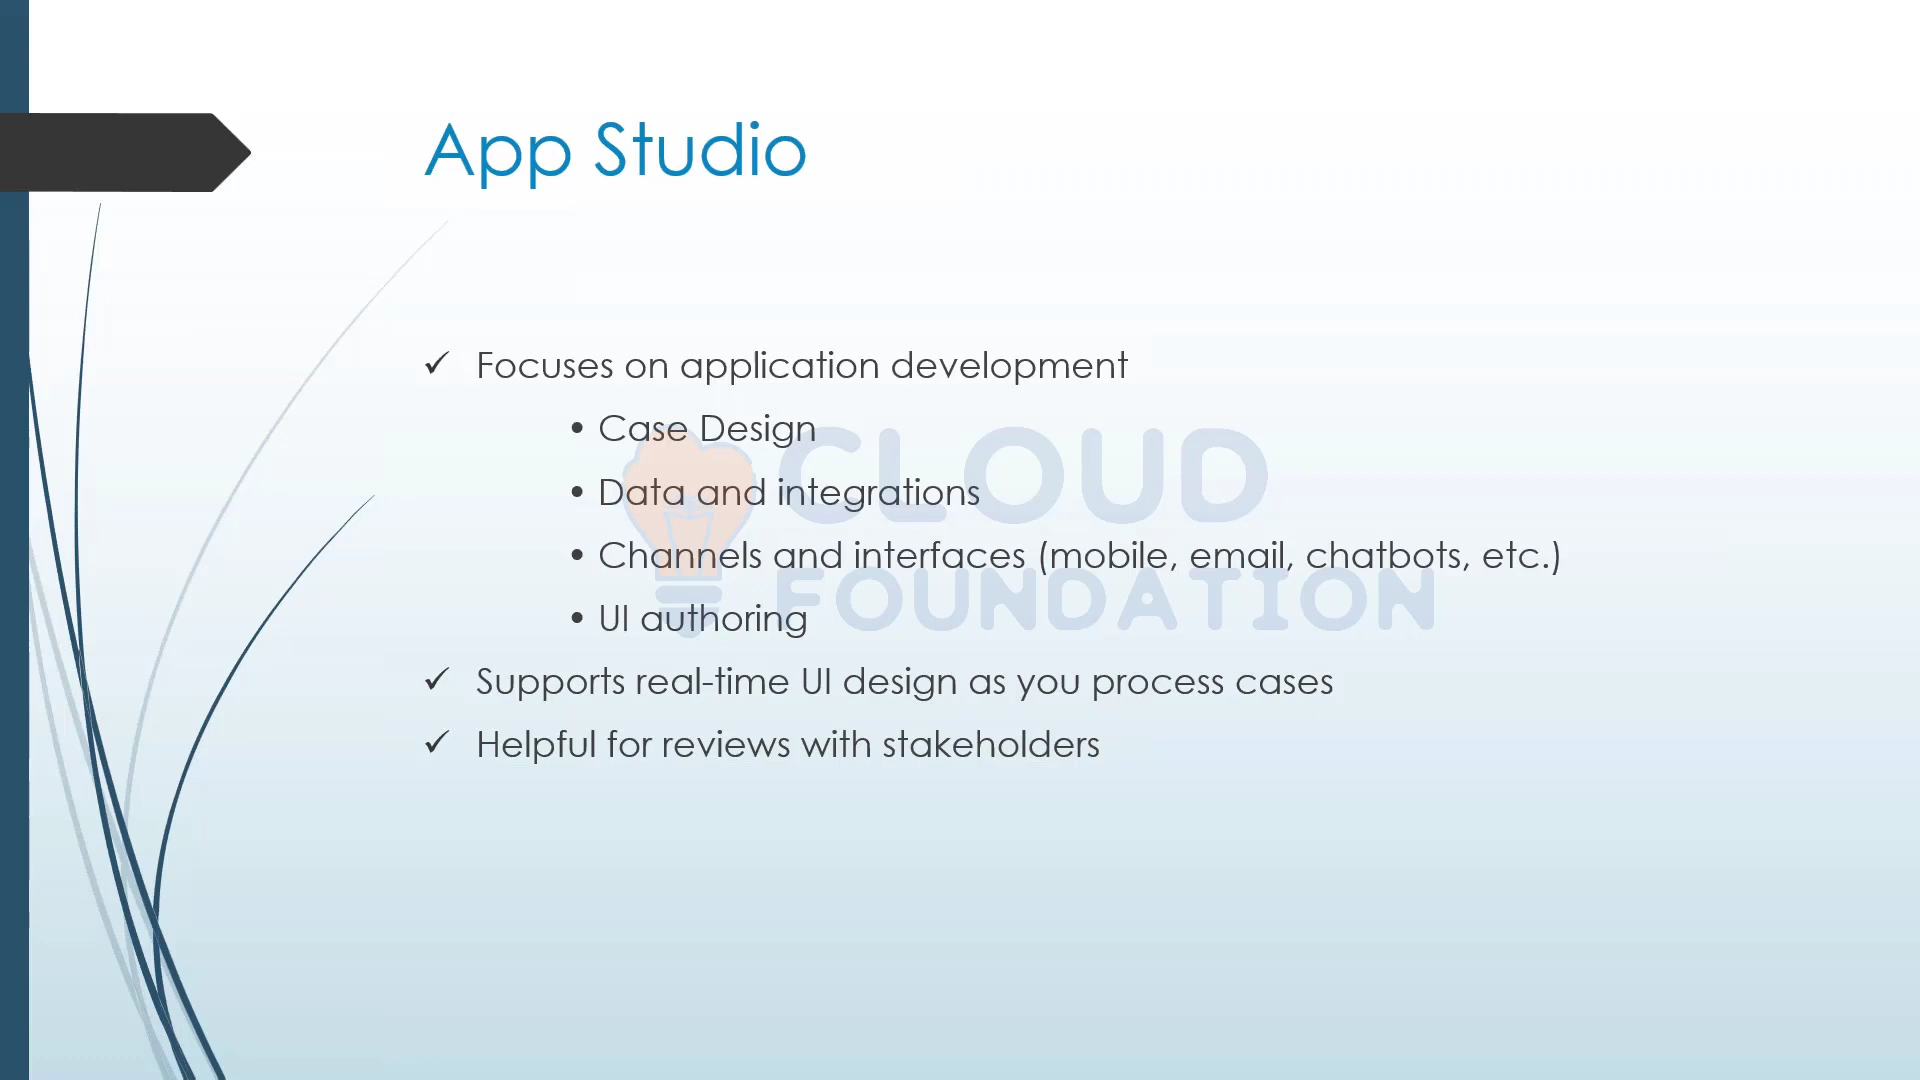 App Studio
✓ Focuses on application development
• Case Design
• Data and integrations
• Channels and interfaces (mobile, email, chatbots, etc.)
• UI authoring
✓ Supports real-time UI design as you process cases
✓ Helpful for reviews with stakeholders
CLOUD
FOUNDATION